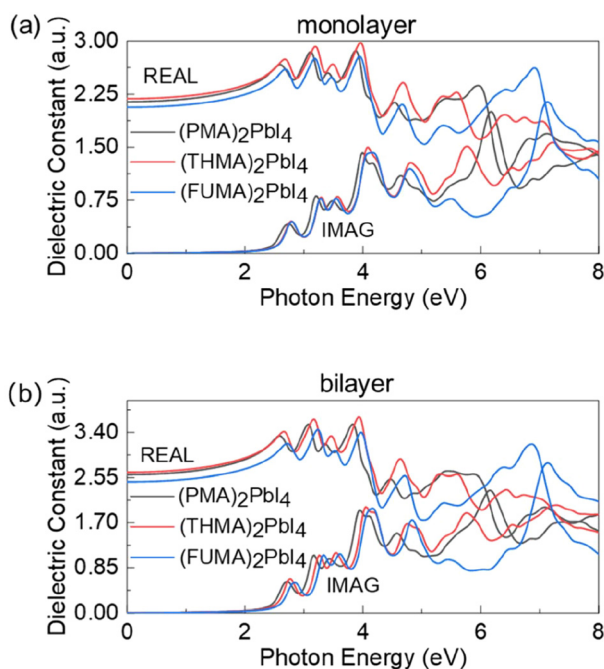 (a) monolayer
Dielectric Constant (a.u.)
3.00
2.25
1.50
0.75
0.00
REAL
(PMA)2PbI4
(THMA)2PbI4
(FUMA)2PbI4
IMAG
0 2 4 6 8
Photon Energy (eV)
(b) bilayer
Dielectric Constant (a.u.)
3.40
2.55
1.70
0.85
0.00
REAL
(PMA)2PbI4
(THMA)2PbI4
(FUMA)2PbI4
IMAG
0 2 4 6 8
Photon Energy (eV)